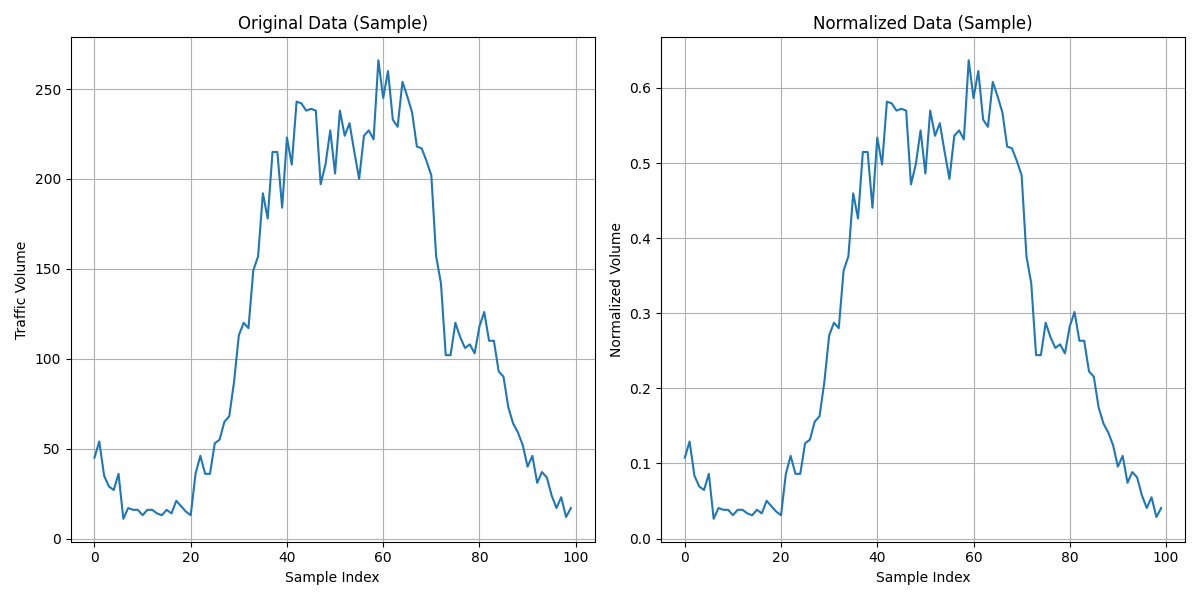 Original Data (Sample)
Traffic Volume
250
200
150
100
50
0
0 20 40 60 80 100
Sample Index
Normalized Data (Sample)
Normalized Volume
0.6
0.5
0.4
0.3
0.2
0.1
0.0
0 20 40 60 80 100
Sample Index